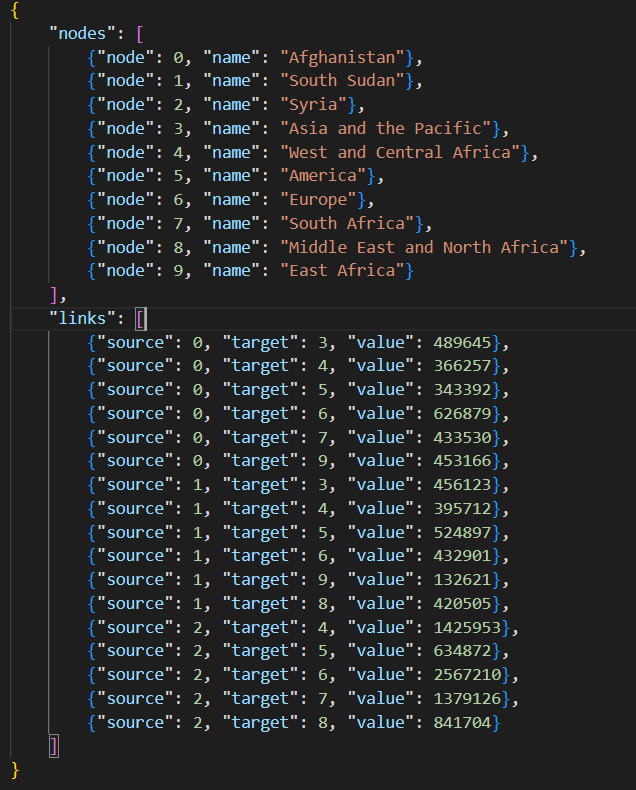 {
"nodes": [
{"node": 0, "name": "Afghanistan"},
{"node": 1, "name": "South Sudan"},
{"node": 2, "name": "Syria"},
{"node": 3, "name": "Asia and the Pacific"},
{"node": 4, "name": "West and Central Africa"},
{"node": 5, "name": "America"},
{"node": 6, "name": "Europe"},
{"node": 7, "name": "South Africa"},
{"node": 8, "name": "Middle East and North Africa"},
{"node": 9, "name": "East Africa"}
],
"links": [
{"source": 0, "target": 3, "value": 489645},
{"source": 0, "target": 4, "value": 366257},
{"source": 0, "target": 5, "value": 343392},
{"source": 0, "target": 6, "value": 626879},
{"source": 0, "target": 7, "value": 433530},
{"source": 0, "target": 9, "value": 453166},
{"source": 1, "target": 3, "value": 456123},
{"source": 1, "target": 4, "value": 395712},
{"source": 1, "target": 5, "value": 524897},
{"source": 1, "target": 6, "value": 432901},
{"source": 1, "target": 9, "value": 132621},
{"source": 1, "target": 8, "value": 420505},
{"source": 2, "target": 4, "value": 1425953},
{"source": 2, "target": 5, "value": 634872},
{"source": 2, "target": 6, "value": 2567210},
{"source": 2, "target": 7, "value": 1379126},
{"source": 2, "target": 8, "value": 841704}
]
}